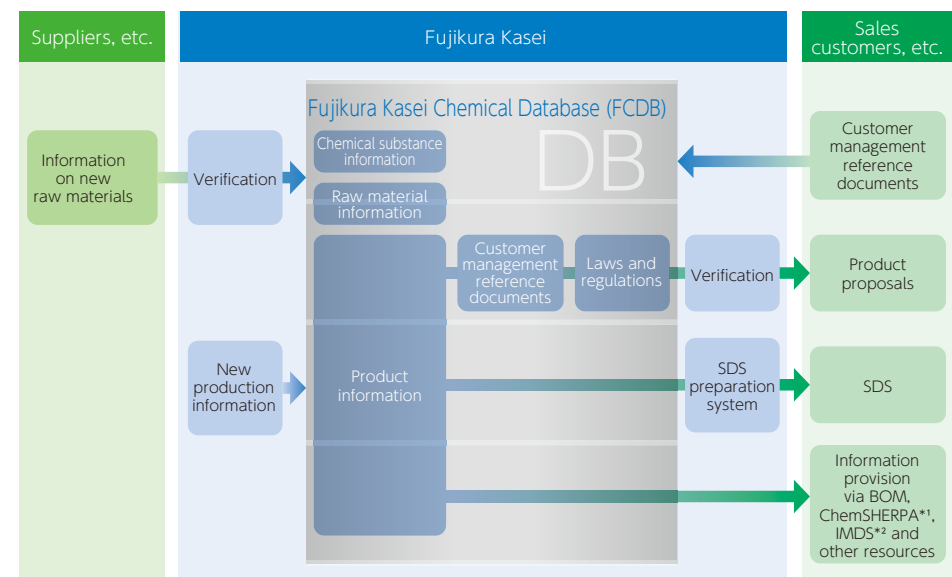 Suppliers, etc.
Fujikura Kasei
Sales
customers, etc.
Fujikura Kasei Chemical Database (FCDB)
DB
Information
on new
raw materials
Verification
Chemical substance
information
Raw material
information
Customer
management
reference
documents
Customer
management
reference
documents
Laws and
regulations
Verification
Product
proposals
New
production
information
Product
information
SDS
preparation
system
SDS
Information
provision
via BOM,
ChemSHERPA*¹,
IMDS*² and
other resources